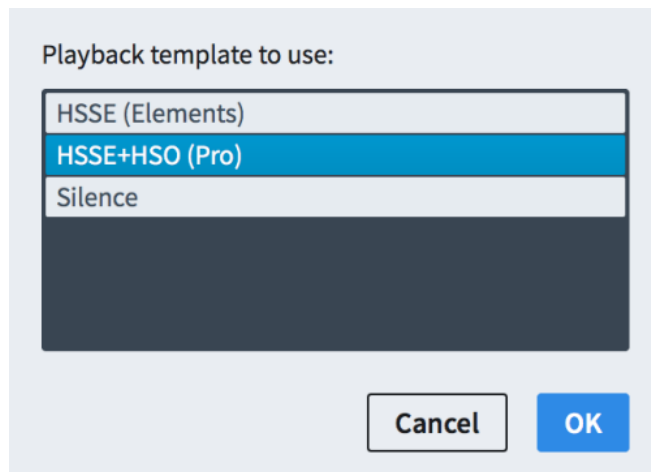 Playback template to use:
HSSE (Elements)
HSSE+HSO (Pro)
Silence
Cancel
OK